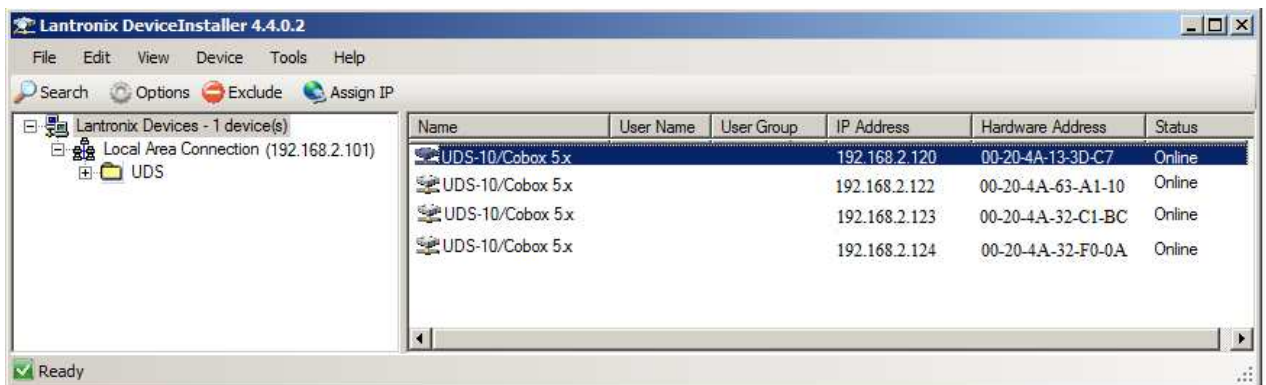 Lantronix DeviceInstaller 4.4.0.2
File Edit View Device Tools Help
Search Options Exclude Assign IP
Lantronix Devices - 1 device(s)
Local Area Connection (192.168.2.101)
UDS
Name User Name User Group IP Address Hardware Address Status
UDS-10/Cobox 5.x 192.168.2.120 00-20-4A-13-3D-C7 Online
UDS-10/Cobox 5.x 192.168.2.122 00-20-4A-63-A1-10 Online
UDS-10/Cobox 5.x 192.168.2.123 00-20-4A-32-C1-BC Online
UDS-10/Cobox 5.x 192.168.2.124 00-20-4A-32-F0-0A Online
Ready